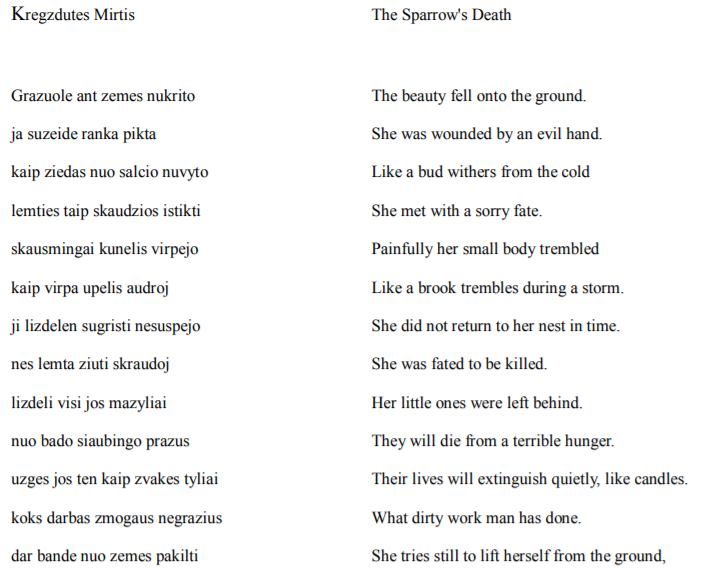 Kregzdutes Mirtis
The Sparrow's Death
Grazuole ant zemes nukrito
The beauty fell onto the ground.
ja suzeide ranka pikta
She was wounded by an evil hand.
kaip ziedas nuo salcio nuvyto
Like a bud withers from the cold
lemties taip skaudzios istikti
She met with a sorry fate.
skausmingai kunelis virpejo
Painfully her small body trembled
kaip virpa upelis audroj
Like a brook trembles during a storm.
ji lizdelen sugristi nesuspejo
She did not return to her nest in time.
nes lemta ziuti skraudoj
She was fated to be killed.
lizdeli visi jos mazyliai
Her little ones were left behind.
nuo bado siaubingo prazus
They will die from a terrible hunger.
uzges jos ten kaip zvakes tyliai
Their lives will extinguish quietly, like candles.
koks darbas zmogaus negrazius
What dirty work man has done.
dar bande nuo zemes pakilti
She tries still to lift herself from the ground,